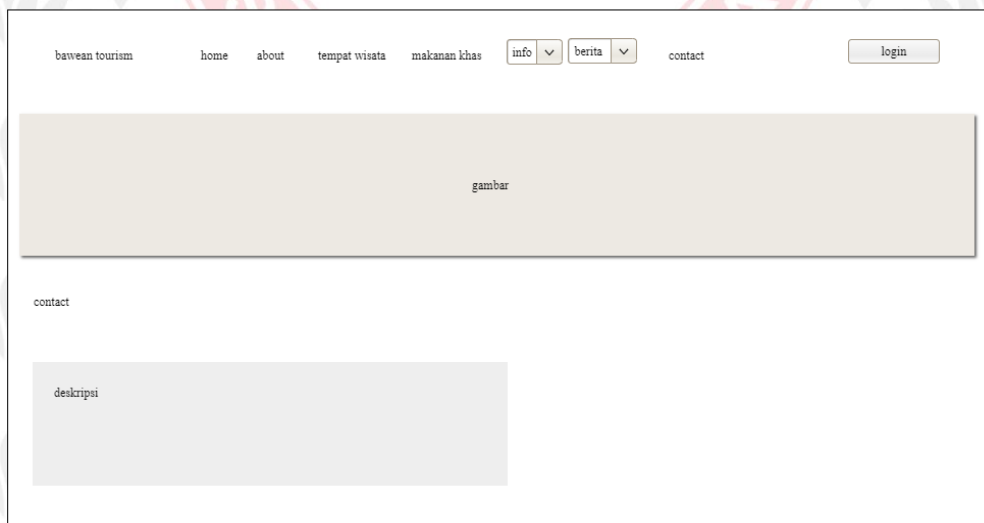 bawean tourism home about tempat wisata makanan khas info berita contact login
gambar
contact
deskripsi